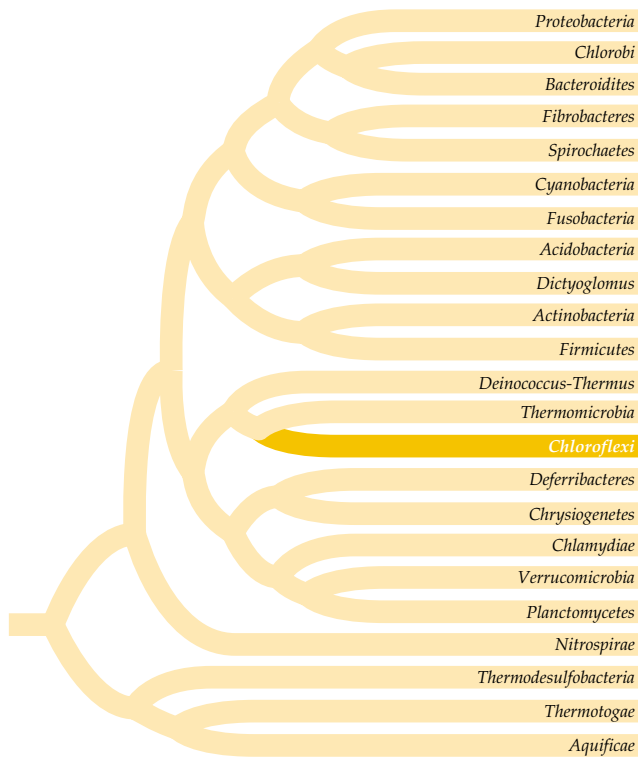 Proteobacteria
Chlorobi
Bacteroidites
Fibrobacteres
Spirochaetes
Cyanobacteria
Fusobacteria
Acidobacteria
Dictyoglomus
Actinobacteria
Firmicutes
Deinococcus-Thermus
Thermomicrobia
Chloroflexi
Deferribacteres
Chrysiogenetes
Chlamydiae
Verrucomicrobia
Planctomycetes
Nitrospirae
Thermodesulfobacteria
Thermotogae
Aquificae